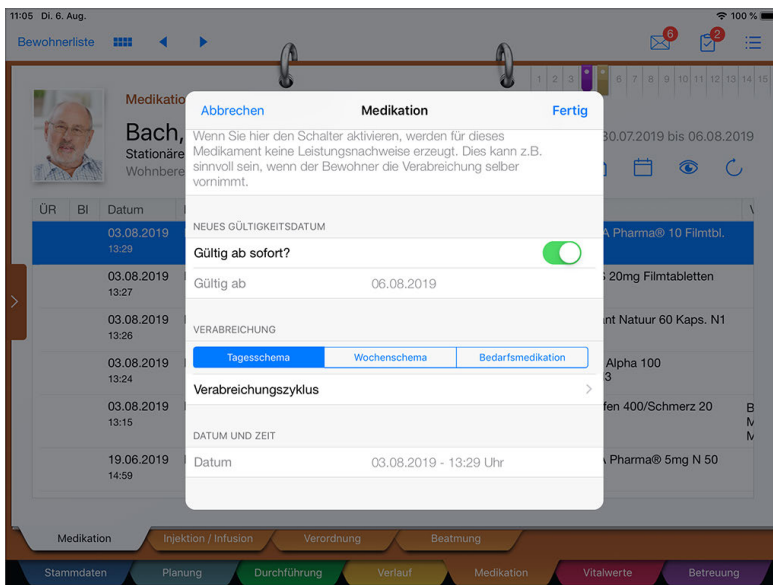 11:05 Di. 6. Aug.
100 %
Bewohnerliste
6
2
1 2 3 6 7 8 9 10 11 12 13 14 15
Medikatio
Bach,
30.07.2019 bis 06.08.2019
Stationäre
Wohnbere
Abbrechen Medikation Fertig
Wenn Sie hier den Schalter aktivieren, werden für dieses
Medikament keine Leistungsnachweise erzeugt. Dies kann z.B.
sinnvoll sein, wenn der Bewohner die Verabreichung selber
vornimmt.
NEUES GÜLTIGKEITSDATUM
Gültig ab sofort?
Gültig ab 06.08.2019
VERABREICHUNG
Tagesschema Wochenschema Bedarfsmedikation
Verabreichungszyklus
DATUM UND ZEIT
Datum 03.08.2019 - 13:29 Uhr
ÜR BI Datum
03.08.2019 A Pharma® 10 Filmtbl.
13:29
03.08.2019 S 20mg Filmtabletten
13:27
03.08.2019 nt Natuur 60 Kaps. N1
13:26
03.08.2019 Alpha 100
13:24 3
03.08.2019 fen 400/Schmerz 20 B
13:15 M
M
19.06.2019 Pharma® 5mg N 50
14:59
Medikation Injektion / Infusion Verordnung Beatmung
Stammdaten Planung Durchführung Verlauf Medikation Vitalwerte Betreuung